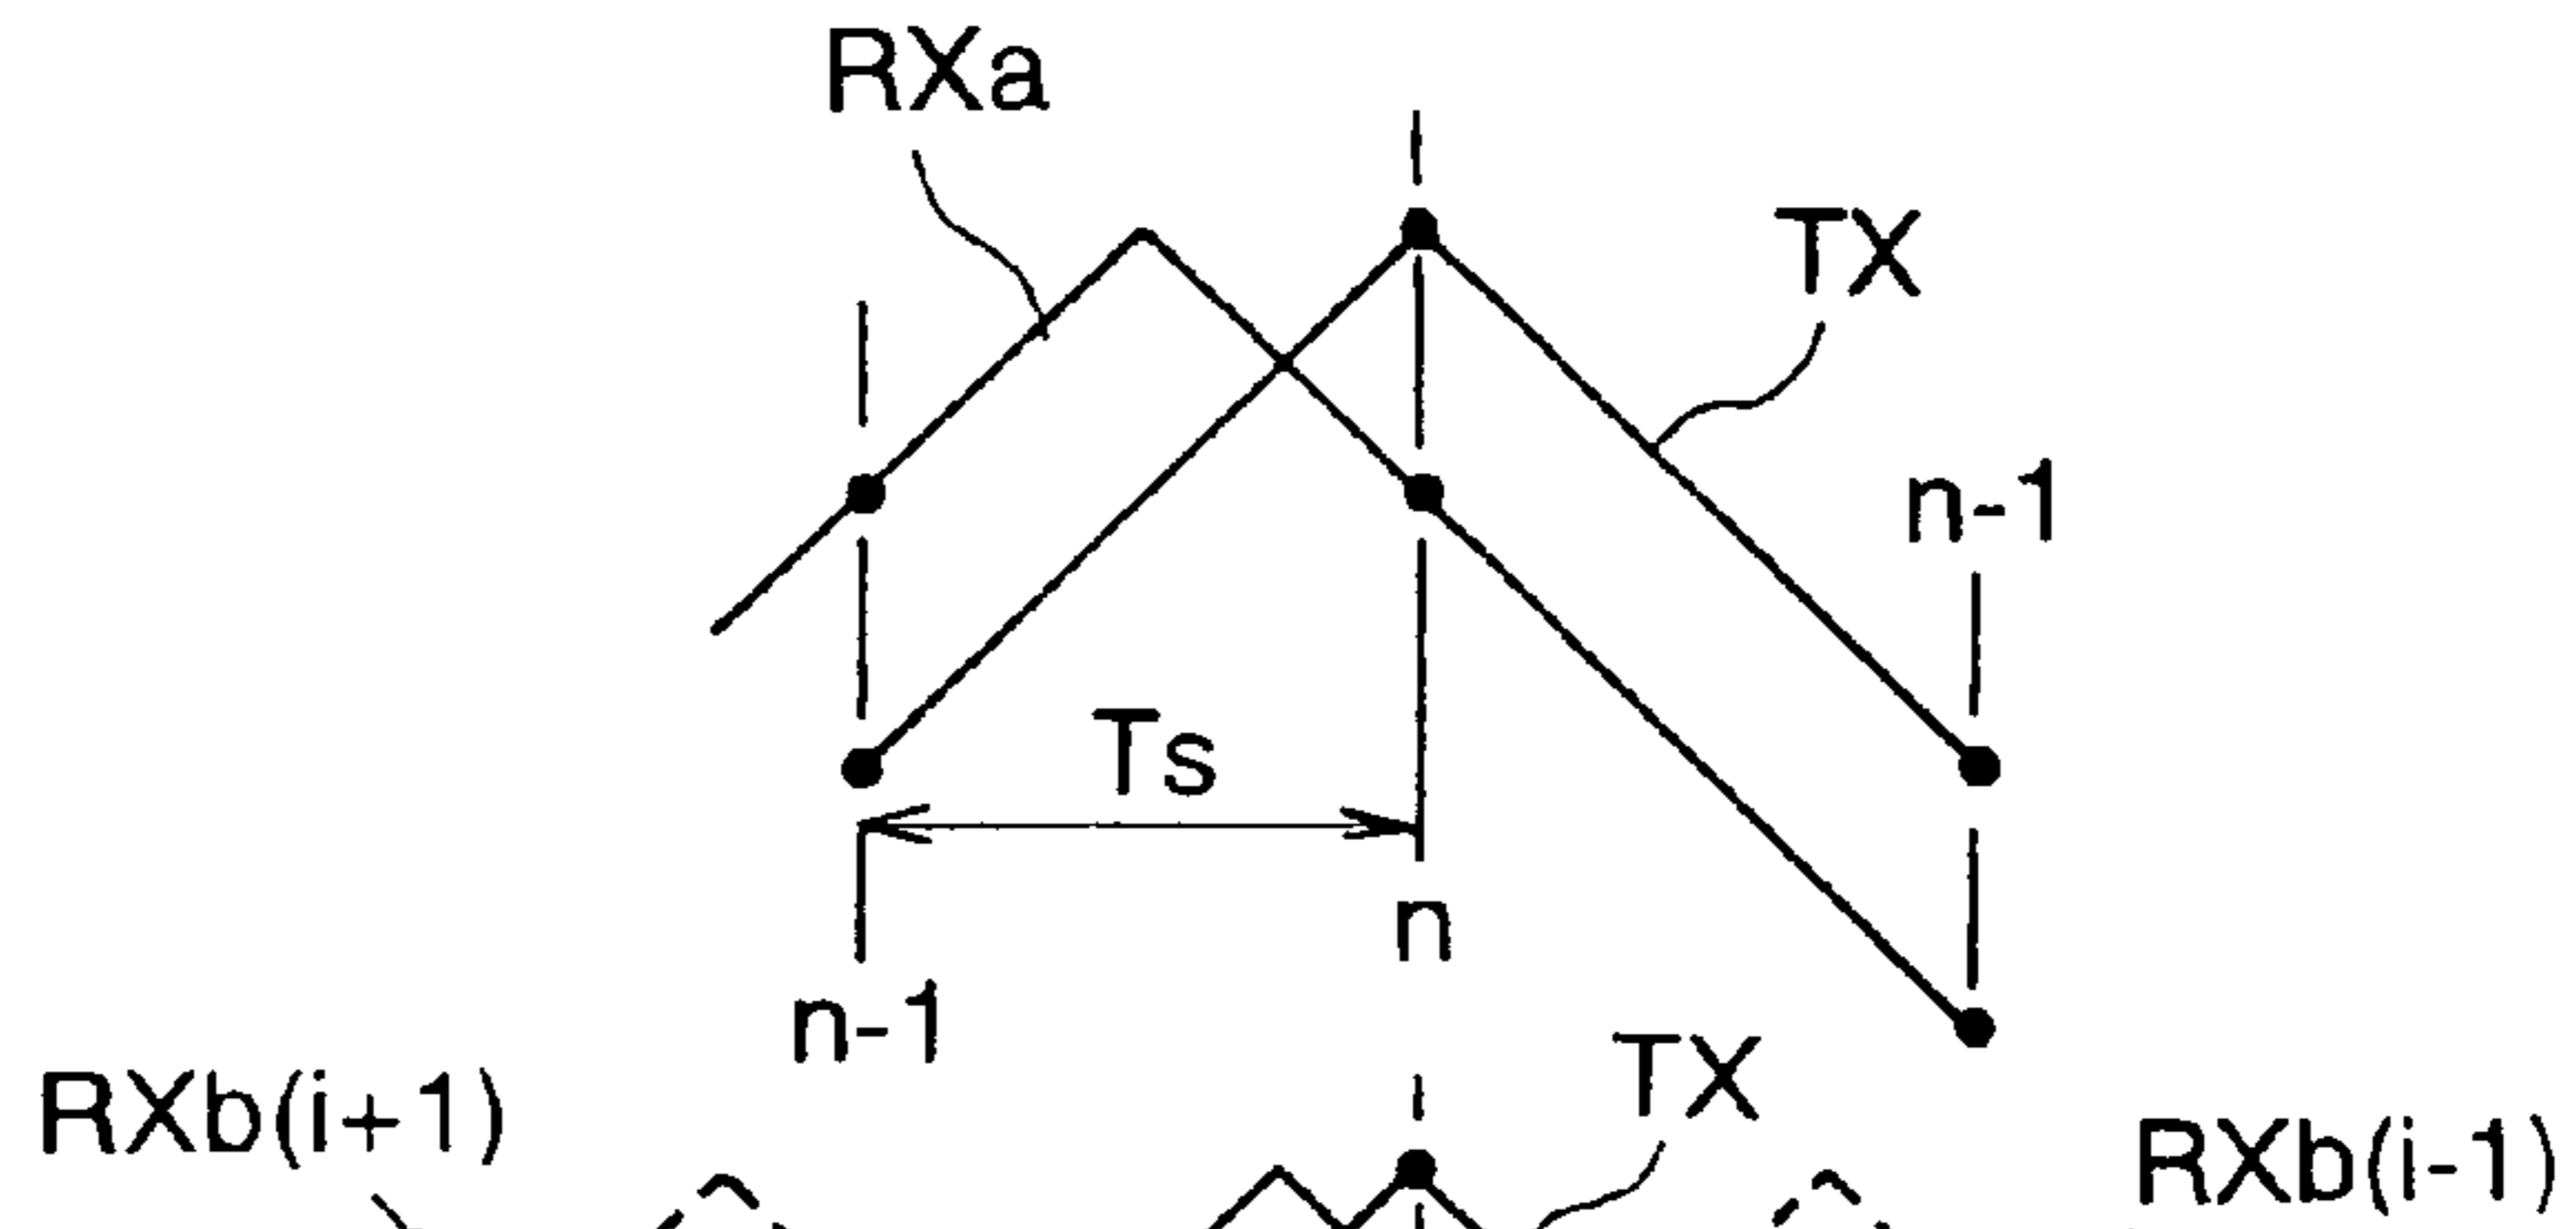 RXa
TX
n-1
Ts
n
n-1
TX
RXb(i+1)
RXb(i-1)